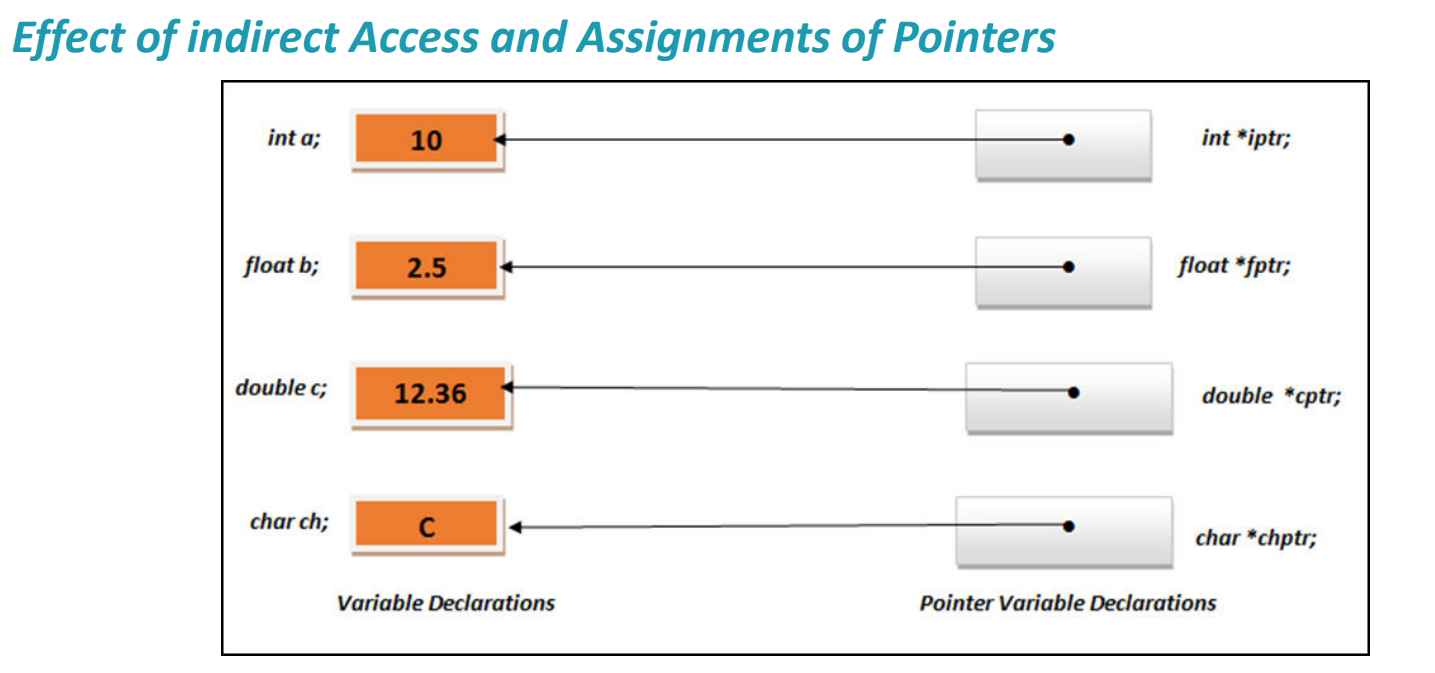 Effect of indirect Access and Assignments of Pointers
int a; 10 int *iptr;
float b; 2.5 float *fptr;
double c; 12.36 double *cptr;
char ch; C char *chptr;
Variable Declarations Pointer Variable Declarations